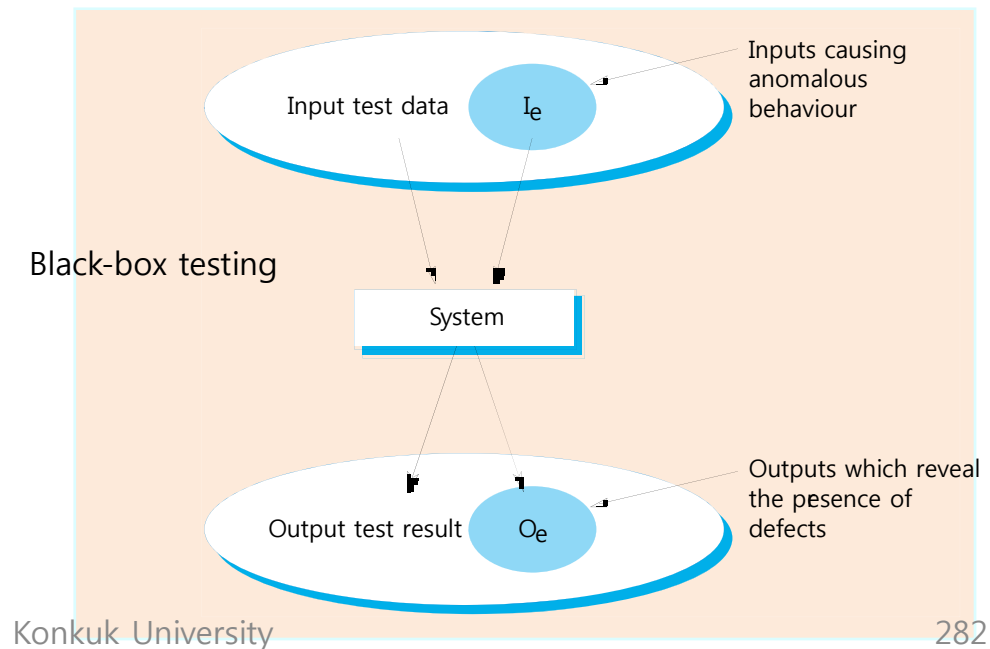 Inputs causing
anomalous
behaviour
Input test data
Ie
Black-box testing
System
Outputs which reveal
the presence of
defects
Output test result
Oe
Konkuk University
282